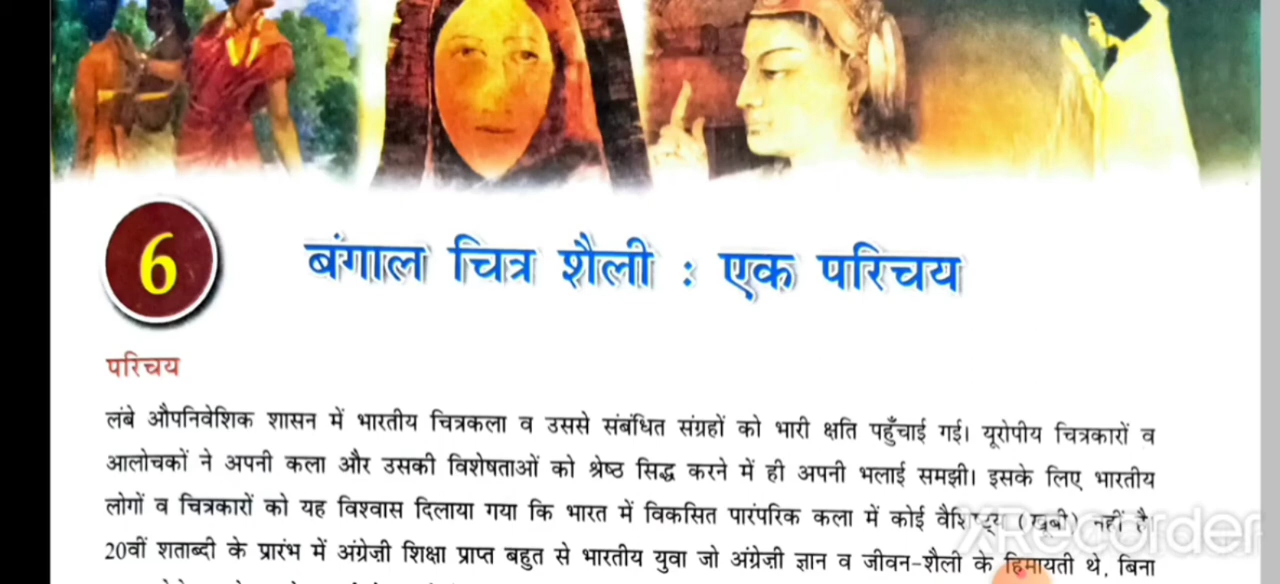 6
बंगाल चित्र शैली : एक परिचय
परिचय
लंबे औपनिवेशिक शासन में भारतीय चित्रकला व उससे संबंधित संग्रहों को भारी क्षति पहुँचाई गई। यूरोपीय चित्रकारों व
आलोचकों ने अपनी कला और उसकी विशेषताओं को श्रेष्ठ सिद्ध करने में ही अपनी भलाई समझी। इसके लिए भारतीय
लोगों व चित्रकारों को यह विश्वास दिलाया गया कि भारत में विकसित पारंपरिक कला में कोई वैशिष्ट्य (खूबी) नहीं है।
XRecorder
20वीं शताब्दी के प्रारंभ में अंग्रेज़ी शिक्षा प्राप्त बहुत से भारतीय युवा जो अंग्रेज़ी ज्ञान व जीवन-शैली के हिमायती थे, बिना